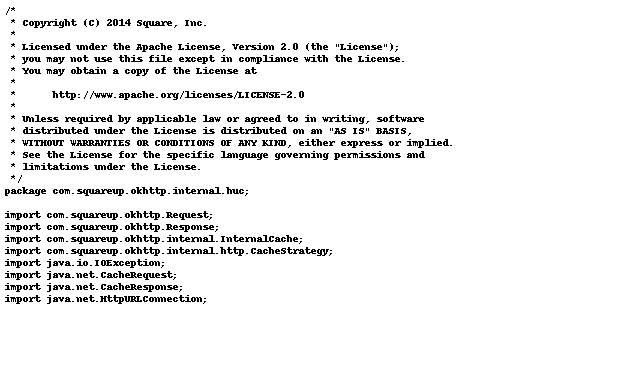 /*
 * Copyright (C) 2014 Square, Inc.
 *
 * Licensed under the Apache License, Version 2.0 (the "License");
 * you may not use this file except in compliance with the License.
 * You may obtain a copy of the License at
 *
 *      http://www.apache.org/licenses/LICENSE-2.0
 *
 * Unless required by applicable law or agreed to in writing, software
 * distributed under the License is distributed on an "AS IS" BASIS,
 * WITHOUT WARRANTIES OR CONDITIONS OF ANY KIND, either express or implied.
 * See the License for the specific language governing permissions and
 * limitations under the License.
 */
package com.squareup.okhttp.internal.huc;

import com.squareup.okhttp.Request;
import com.squareup.okhttp.Response;
import com.squareup.okhttp.internal.InternalCache;
import com.squareup.okhttp.internal.http.CacheStrategy;
import java.io.IOException;
import java.net.CacheRequest;
import java.net.CacheResponse;
import java.net.HttpURLConnection;